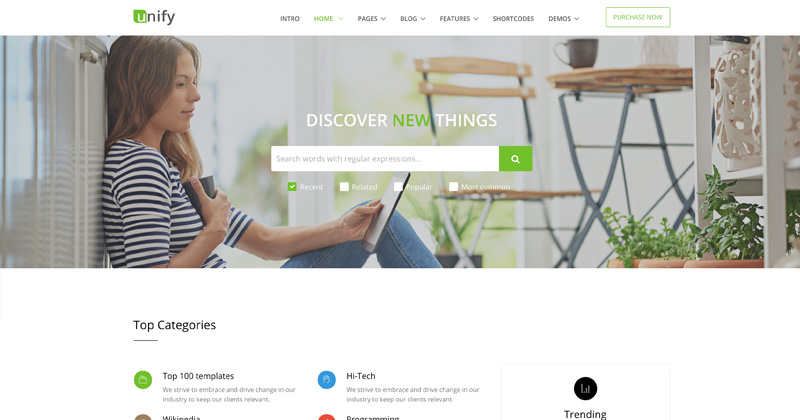 unify
INTRO HOME PAGES BLOG FEATURES SHORTCODES DEMOS PURCHASE NOW
DISCOVER NEW THINGS
Search words with regular expressions...
Recent Related Popular Most common
Top Categories
Top 100 templates
We strive to embrace and drive change in our
industry to keep our clients relevant.
Hi-Tech
We strive to embrace and drive change in our
industry to keep our clients relevant.
Trending
Wikipedia
Programming